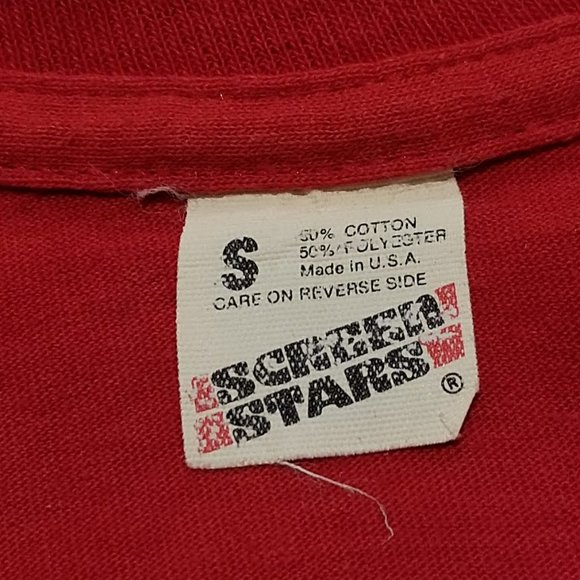 S
50% COTTON
50% POLYESTER
Made in U.S.A.
CARE ON REVERSE SIDE
SCREEN
STARS
®